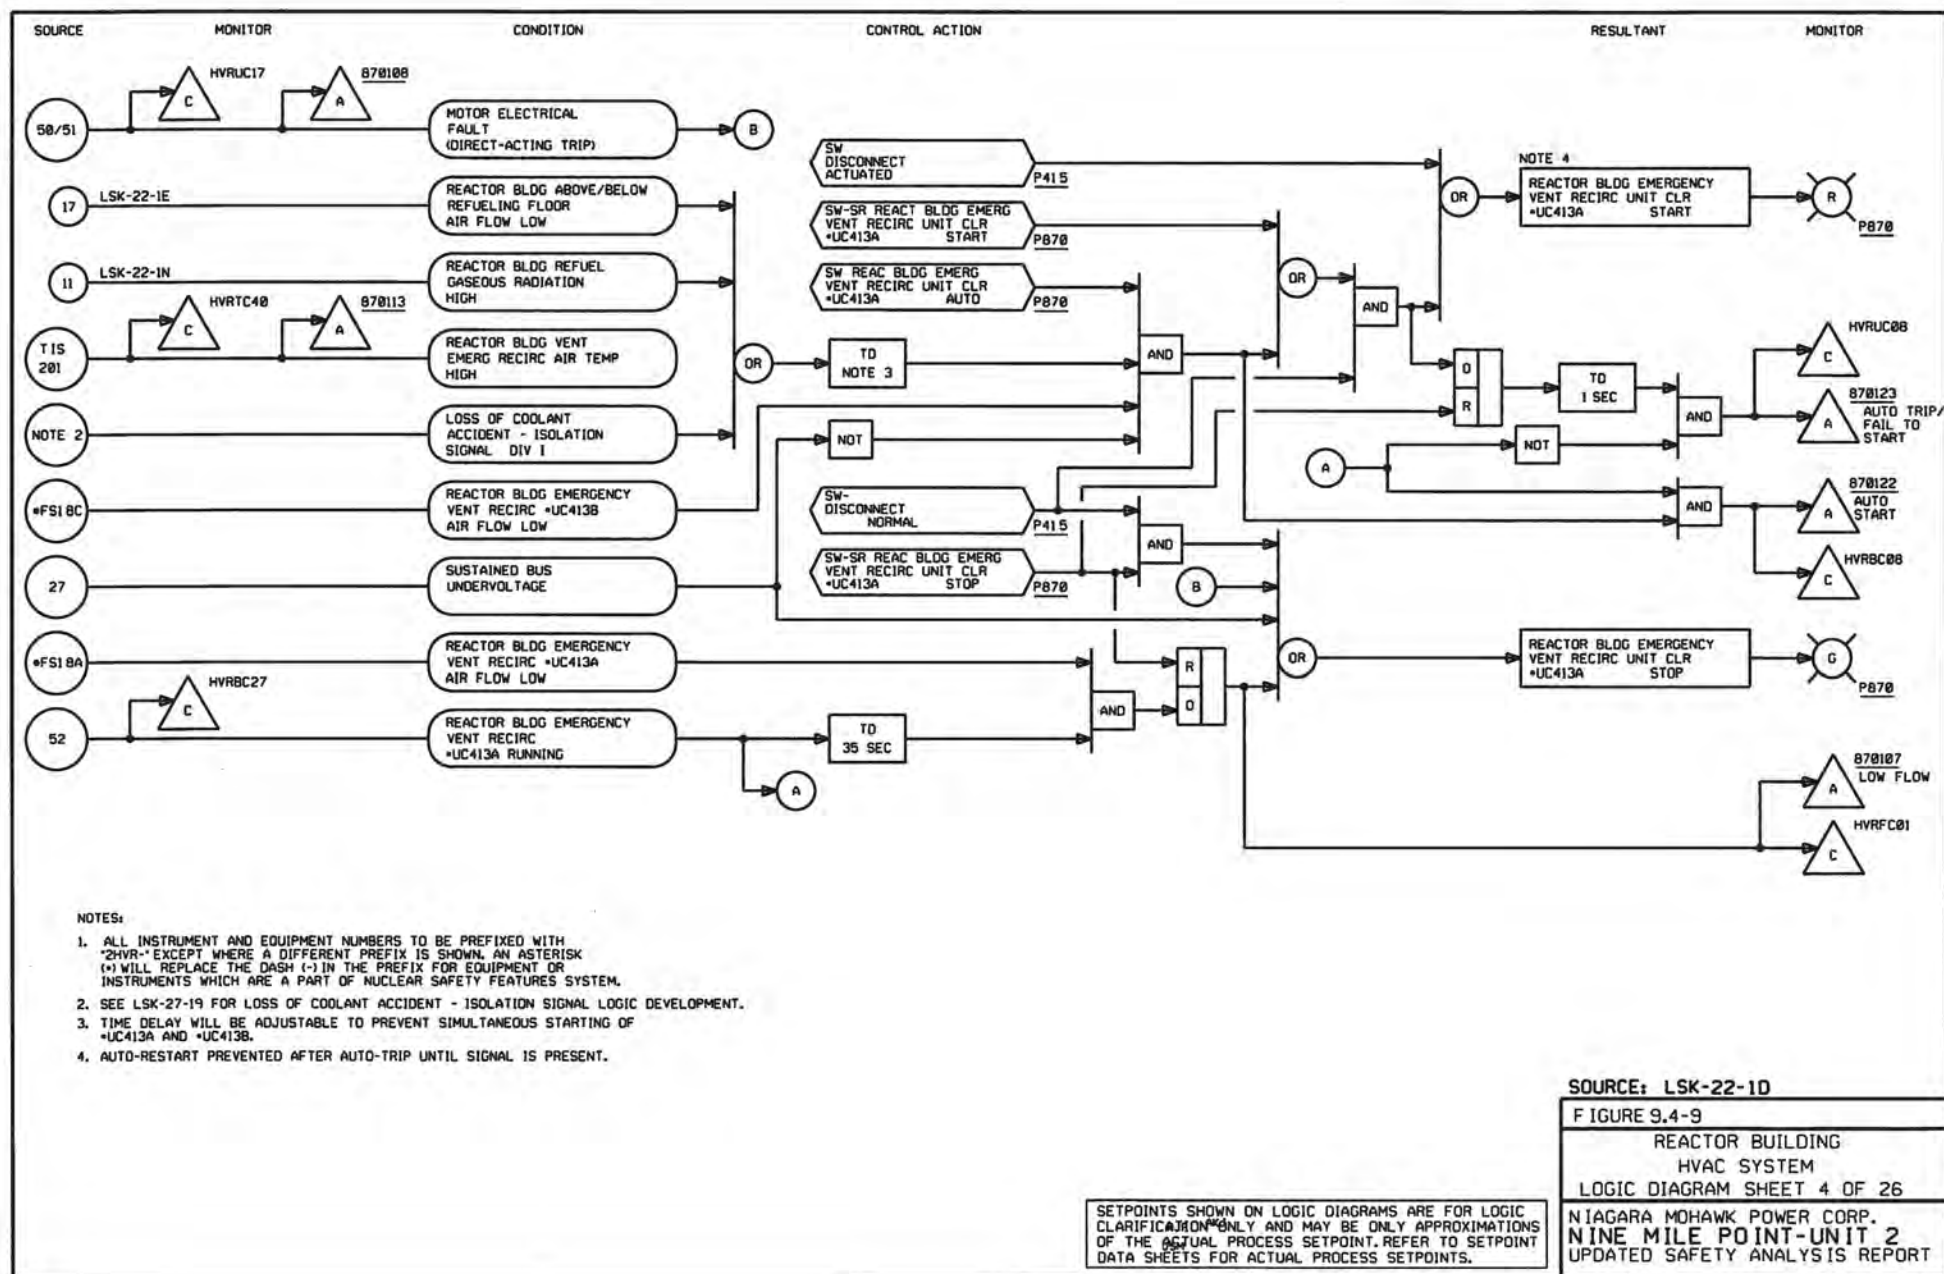 SOURCE
MONITOR
CONDITION
CONTROL ACTION
RESULTANT
MONITOR
50/51
C
HVRUC17
A
870108
MOTOR ELECTRICAL
FAULT
(DIRECT-ACTING TRIP)
B
17
LSK-22-1E
REACTOR BLDG ABOVE/BELOW
REFUELING FLOOR
AIR FLOW LOW
11
LSK-22-1N
REACTOR BLDG REFUEL
GASEOUS RADIATION
HIGH
TIS
201
C
HVRTC40
A
870113
REACTOR BLDG VENT
EMERG RECIRC AIR TEMP
HIGH
NOTE 2
LOSS OF COOLANT
ACCIDENT - ISOLATION
SIGNAL DIV I
OR
TD
NOTE 3
*FS18C
REACTOR BLDG EMERGENCY
VENT RECIRC *UC413B
AIR FLOW LOW
27
SUSTAINED BUS
UNDERVOLTAGE
NOT
*FS18A
REACTOR BLDG EMERGENCY
VENT RECIRC *UC413A
AIR FLOW LOW
52
C
HVRBC27
REACTOR BLDG EMERGENCY
VENT RECIRC
*UC413A RUNNING
TD
35 SEC
A
SW
DISCONNECT
ACTUATED
P415
SW-SR REACT BLDG EMERG
VENT RECIRC UNIT CLR
*UC413A START
P870
SW REAC BLDG EMERG
VENT RECIRC UNIT CLR
*UC413A AUTO
P870
AND
SW-
DISCONNECT
NORMAL
P415
SW-SR REAC BLDG EMERG
VENT RECIRC UNIT CLR
*UC413A STOP
P870
AND
B
AND
R
O
OR
AND
OR
O
R
TD
1 SEC
AND
NOT
A
AND
OR
NOTE 4
REACTOR BLDG EMERGENCY
VENT RECIRC UNIT CLR
*UC413A START
R
P870
HVRUC08
C
870123
AUTO TRIP/
FAIL TO
START
A
870122
AUTO
START
A
HVRBC08
C
REACTOR BLDG EMERGENCY
VENT RECIRC UNIT CLR
*UC413A STOP
G
P870
870107
LOW FLOW
A
HVRFC01
C
NOTES:
1. ALL INSTRUMENT AND EQUIPMENT NUMBERS TO BE PREFIXED WITH
"2HVR-" EXCEPT WHERE A DIFFERENT PREFIX IS SHOWN. AN ASTERISK
(*) WILL REPLACE THE DASH (-) IN THE PREFIX FOR EQUIPMENT OR
INSTRUMENTS WHICH ARE A PART OF NUCLEAR SAFETY FEATURES SYSTEM.
2. SEE LSK-27-19 FOR LOSS OF COOLANT ACCIDENT - ISOLATION SIGNAL LOGIC DEVELOPMENT.
3. TIME DELAY WILL BE ADJUSTABLE TO PREVENT SIMULTANEOUS STARTING OF
*UC413A AND *UC413B.
4. AUTO-RESTART PREVENTED AFTER AUTO-TRIP UNTIL SIGNAL IS PRESENT.
SETPOINTS SHOWN ON LOGIC DIAGRAMS ARE FOR LOGIC
CLARIFICATION ONLY AND MAY BE ONLY APPROXIMATIONS
OF THE ACTUAL PROCESS SETPOINT. REFER TO SETPOINT
DATA SHEETS FOR ACTUAL PROCESS SETPOINTS.
SOURCE: LSK-22-1D
FIGURE 9.4-9
REACTOR BUILDING
HVAC SYSTEM
LOGIC DIAGRAM SHEET 4 OF 26
NIAGARA MOHAWK POWER CORP.
NINE MILE POINT-UNIT 2
UPDATED SAFETY ANALYSIS REPORT